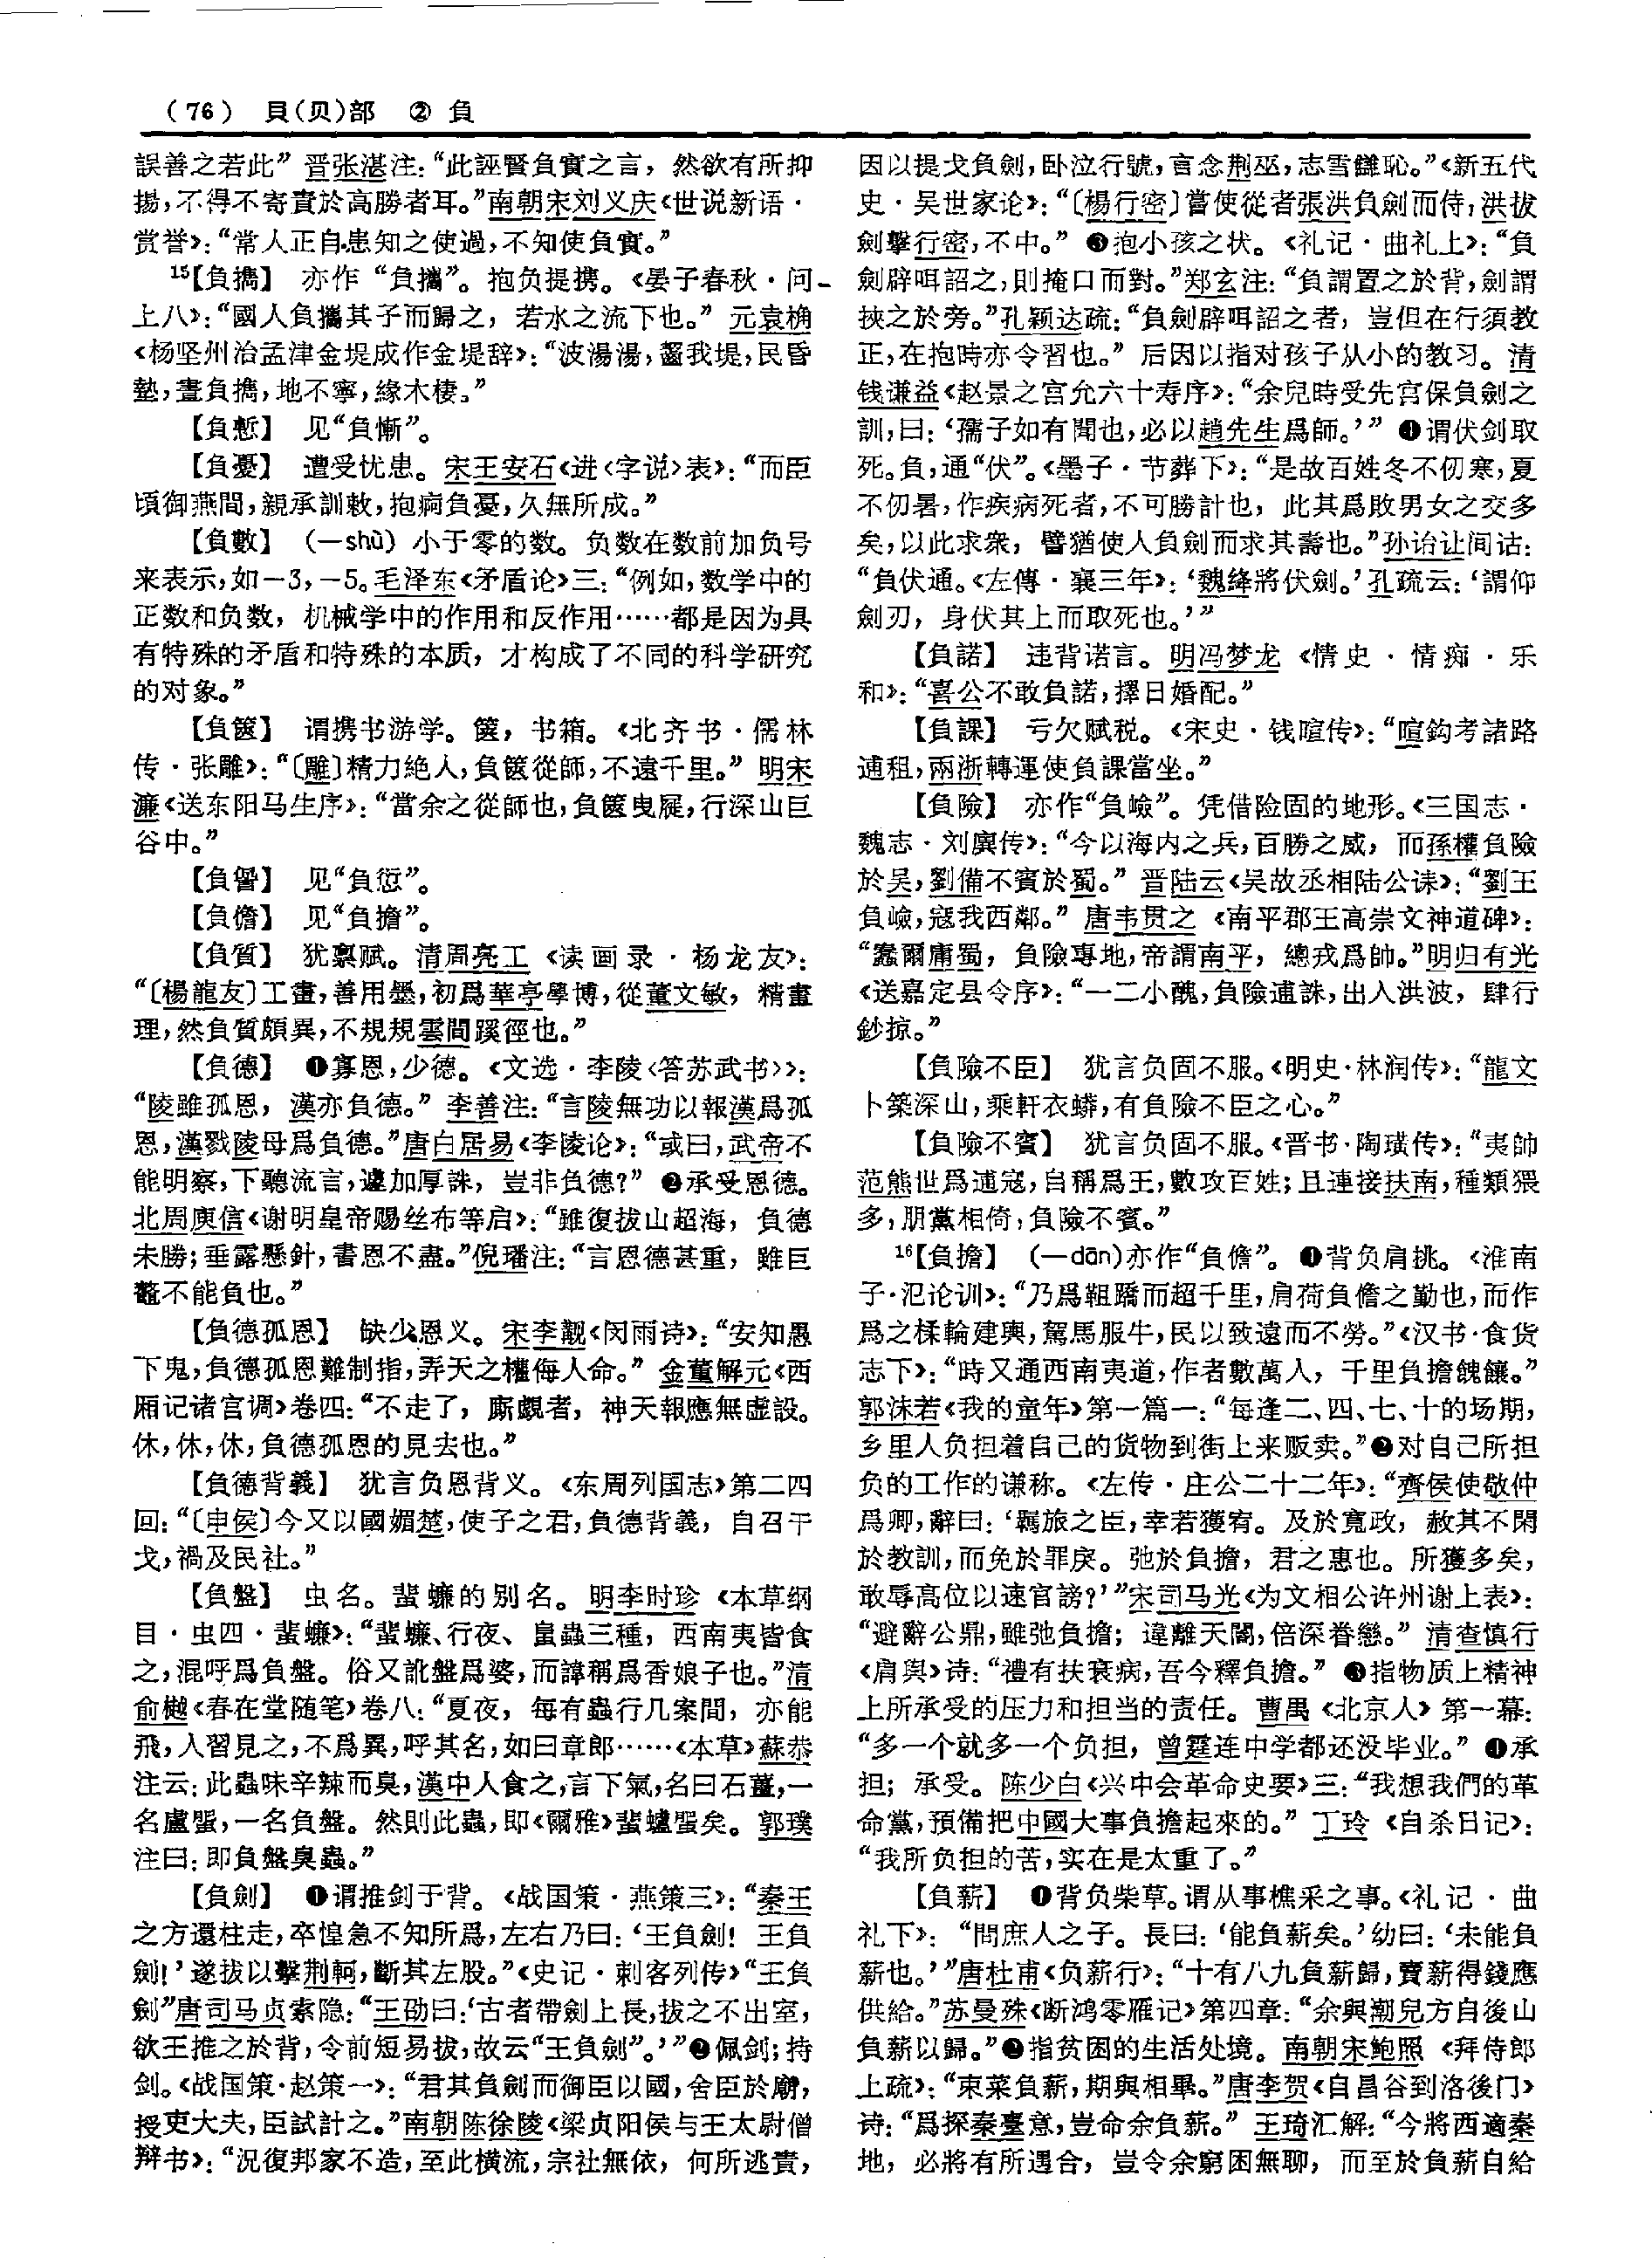 （76） 貝（贝）部 ② 負
誤善之若此” 晋张湛注：“此誣賢負實之言，然欲有所抑
揚，不得不寄責於高勝者耳。”南朝宋刘义庆《世说新语·
赏誉》：“常人正自患知之使過，不知使負實。”
15【負擕】 亦作“負攜”。抱负提携。《晏子春秋·问
上八》：“國人負攜其子而歸之，若水之流下也。” 元袁桷
《杨坚州治孟津金堤成作金堤辞》：“波湯湯，齧我堤，民昏
墊，晝負擕，地不寧，緣木棲。”
【負慙】 见“負慚”。
【負憂】 遭受忧患。宋王安石《进〈字说〉表》：“而臣
頃御燕間，親承訓敕，抱痾負憂，久無所成。”
【負數】 （—shù）小于零的数。负数在数前加负号
来表示，如－3，－5。毛泽东《矛盾论》三：“例如，数学中的
正数和负数，机械学中的作用和反作用……都是因为具
有特殊的矛盾和特殊的本质，才构成了不同的科学研究
的对象。”
【負篋】 谓携书游学。篋，书箱。《北齐书·儒林
传·张雕》：“〔雕〕精力絶人，負篋從師，不遠千里。” 明宋
濂《送东阳马生序》：“當余之從師也，負篋曳屣，行深山巨
谷中。”
【負諐】 见“負愆”。
【負儋】 见“負擔”。
【負質】 犹禀赋。清周亮工《读画录·杨龙友》：
“〔楊龍友〕工畫，善用墨，初爲華亭學博，從董文敏，精畫
理，然負質頗異，不規規雲間蹊徑也。”
【負德】 ❶寡恩，少德。《文选·李陵〈答苏武书〉》：
“陵雖孤恩，漢亦負德。” 李善注：“言陵無功以報漢爲孤
恩，漢戮陵母爲負德。”唐白居易《李陵论》：“或曰，武帝不
能明察，下聽流言，遽加厚誅，豈非負德？” ❷承受恩德。
北周庾信《谢明皇帝赐丝布等启》：“雖復拔山超海，負德
未勝；垂露懸針，書恩不盡。”倪璠注：“言恩德甚重，雖巨
鼇不能負也。”
【負德孤恩】 缺少恩义。宋李觏《闵雨诗》：“安知愚
下鬼，負德孤恩難制指，弄天之權侮人命。” 金董解元《西
厢记诸宫调》卷四：“不走了，廝覷者，神天報應無虚設。
休，休，休，負德孤恩的見去也。”
【負德背義】 犹言负恩背义。《东周列国志》第二四
回：“〔申侯〕今又以國媚楚，使子之君，負德背義，自召干
戈，禍及民社。”
【負盤】 虫名。蜚蠊的别名。明李时珍《本草纲
目·虫四·蜚蠊》：“蜚蠊、行夜、䘀螽三種，西南夷皆食
之，混呼爲負盤。俗又訛盤爲婆，而諱稱爲香娘子也。”清
俞樾《春在堂随笔》卷八：“夏夜，每有蟲行几案間，亦能
飛，人習見之，不爲異，呼其名，如曰章郎……《本草》蘇恭
注云：此蟲味辛辣而臭，漢中人食之，言下氣，名曰石薑，一
名盧蜰，一名負盤。然則此蟲，即《爾雅》蜚蠦蜰矣。郭璞
注曰：即負盤臭蟲。”
【負劍】 ❶谓推剑于背。《战国策·燕策三》：“秦王
之方還柱走，卒惶急不知所爲，左右乃曰：‘王負劍！王負
劍！’遂拔以擊荆軻，斷其左股。”《史记·刺客列传》“王負
劍”唐司马贞索隐：“王劭曰：‘古者帶劍上長，拔之不出室，
欲王推之於背，令前短易拔，故云“王負劍”。’”❷佩剑；持
剑。《战国策·赵策一》：“君其負劍而御臣以國，舍臣於廟，
授吏大夫，臣試計之。”南朝陈徐陵《梁贞阳侯与王太尉僧
辩书》：“況復邦家不造，至此橫流，宗社無依，何所逃責，
因以提戈負劍，卧泣行號，言念荆巫，志雪讎恥。”《新五代
史·吴世家论》：“〔楊行密〕嘗使從者張洪負劍而侍，洪拔
劍擊行密，不中。” ❸抱小孩之状。《礼记·曲礼上》：“負
劍辟咡詔之，則掩口而對。”郑玄注：“負謂置之於背，劍謂
挾之於旁。”孔颖达疏：“負劍辟咡詔之者，豈但在行須教
正，在抱時亦令習也。” 后因以指对孩子从小的教习。清
钱谦益《赵景之宫允六十寿序》：“余兒時受先宫保負劍之
訓，曰：‘孺子如有聞也，必以趙先生爲師。’” ❹谓伏剑取
死。負，通“伏”。《墨子·节葬下》：“是故百姓冬不仞寒，夏
不仞暑，作疾病死者，不可勝計也，此其爲敗男女之交多
矣，以此求衆，譬猶使人負劍而求其壽也。”孙诒让间诂：
“負伏通。《左傳·襄三年》：‘魏絳將伏劍。’孔疏云：‘謂仰
劍刃，身伏其上而取死也。’”
【負諾】 违背诺言。明冯梦龙《情史·情痴·乐
和》：“喜公不敢負諾，擇日婚配。”
【負課】 亏欠赋税。《宋史·钱暄传》：“暄鈎考諸路
逋租，兩浙轉運使負課當坐。”
【負險】 亦作“負嶮”。凭借险固的地形。《三国志·
魏志·刘廙传》：“今以海内之兵，百勝之威，而孫權負險
於吴，劉備不賓於蜀。” 晋陆云《吴故丞相陆公诔》：“劉王
負嶮，寇我西鄰。” 唐韦贯之《南平郡王高崇文神道碑》：
“蠢爾庸蜀，負險專地，帝謂南平，總戎爲帥。”明归有光
《送嘉定县令序》：“一二小醜，負險逋誅，出入洪波，肆行
鈔掠。”
【負險不臣】 犹言负固不服。《明史·林润传》：“龍文
卜築深山，乘軒衣蟒，有負險不臣之心。”
【負險不賓】 犹言负固不服。《晋书·陶璜传》：“夷帥
范熊世爲逋寇，自稱爲王，數攻百姓；且連接扶南，種類猥
多，朋黨相倚，負險不賓。”
16【負擔】 （—dān）亦作“負儋”。❶背负肩挑。《淮南
子·氾论训》：“乃爲靻蹻而超千里，肩荷負儋之勤也，而作
爲之楺輪建輿，駕馬服牛，民以致遠而不勞。”《汉书·食货
志下》：“時又通西南夷道，作者數萬人，千里負擔餽饟。”
郭沫若《我的童年》第一篇一：“每逢二、四、七、十的场期，
乡里人负担着自己的货物到街上来贩卖。”❷对自己所担
负的工作的谦称。《左传·庄公二十二年》：“齊侯使敬仲
爲卿，辭曰：‘羈旅之臣，幸若獲宥。及於寬政，赦其不閑
於教訓，而免於罪戾。弛於負擔，君之惠也。所獲多矣，
敢辱高位以速官謗？’”宋司马光《为文相公许州谢上表》：
“避辭公鼎，雖弛負擔；違離天閽，倍深眷戀。” 清查慎行
《肩舆》诗：“禮有扶衰病，吾今釋負擔。” ❸指物质上精神
上所承受的压力和担当的责任。曹禺《北京人》第一幕：
“多一个就多一个负担，曾霆连中学都还没毕业。” ❹承
担；承受。陈少白《兴中会革命史要》三：“我想我們的革
命黨，預備把中國大事負擔起來的。” 丁玲《自杀日记》：
“我所负担的苦，实在是太重了。”
【負薪】 ❶背负柴草。谓从事樵采之事。《礼记·曲
礼下》：“問庶人之子。長曰：‘能負薪矣。’幼曰：‘未能負
薪也。’”唐杜甫《负薪行》：“十有八九負薪歸，賣薪得錢應
供給。”苏曼殊《断鸿零雁记》第四章：“余與潮兒方自後山
負薪以歸。”❷指贫困的生活处境。南朝宋鲍照《拜侍郎
上疏》：“束菜負薪，期與相畢。”唐李贺《自昌谷到洛後门》
诗：“爲探秦臺意，豈命余負薪。” 王琦汇解：“今將西適秦
地，必將有所遇合，豈令余窮困無聊，而至於負薪自給